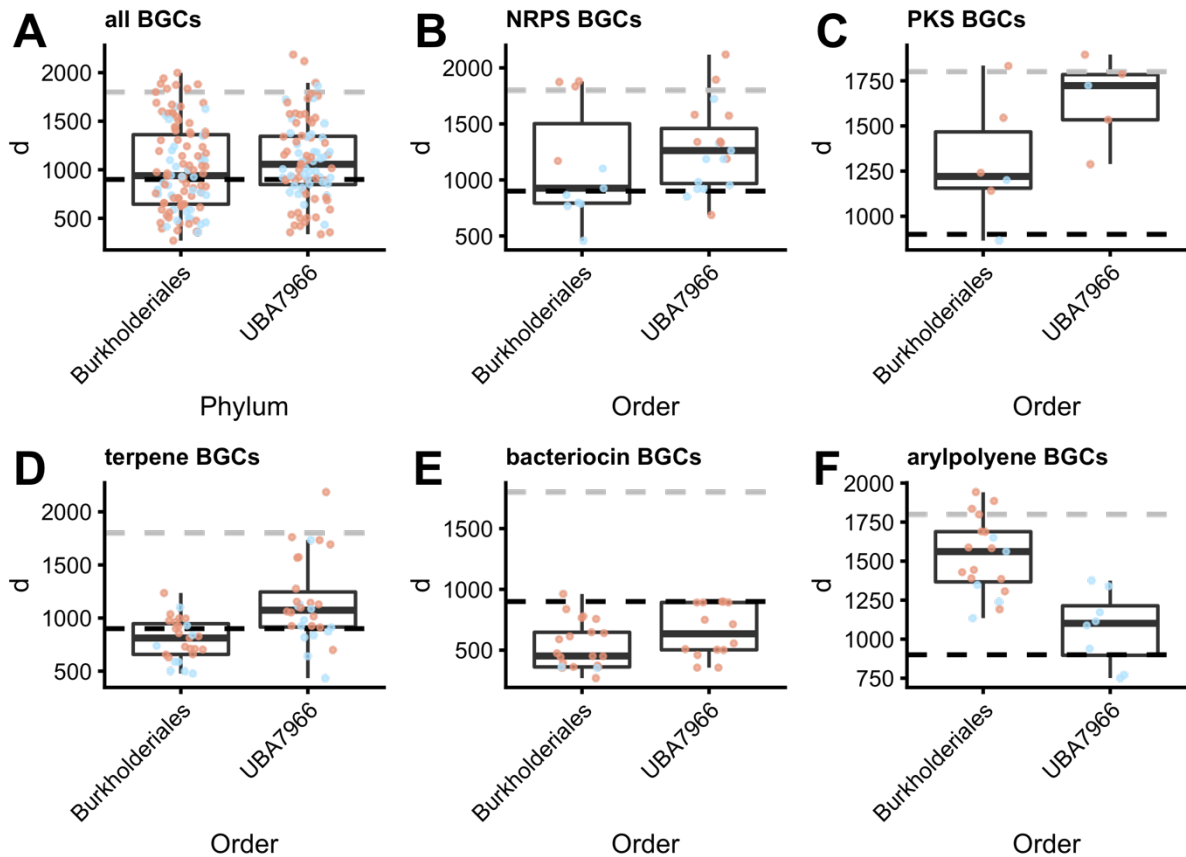 A all BGCs
2000
1500
1000
500
d
Burkholderiales
UBA7966
Phylum
B NRPS BGCs
2000
1500
1000
500
d
Burkholderiales
UBA7966
Order
C PKS BGCs
1750
1500
1250
1000
d
Burkholderiales
UBA7966
Order
D terpene BGCs
2000
1500
1000
500
d
Burkholderiales
UBA7966
Order
E bacteriocin BGCs
1500
1000
500
d
Burkholderiales
UBA7966
Order
F arylpolyene BGCs
2000
1750
1500
1250
1000
750
d
Burkholderiales
UBA7966
Order